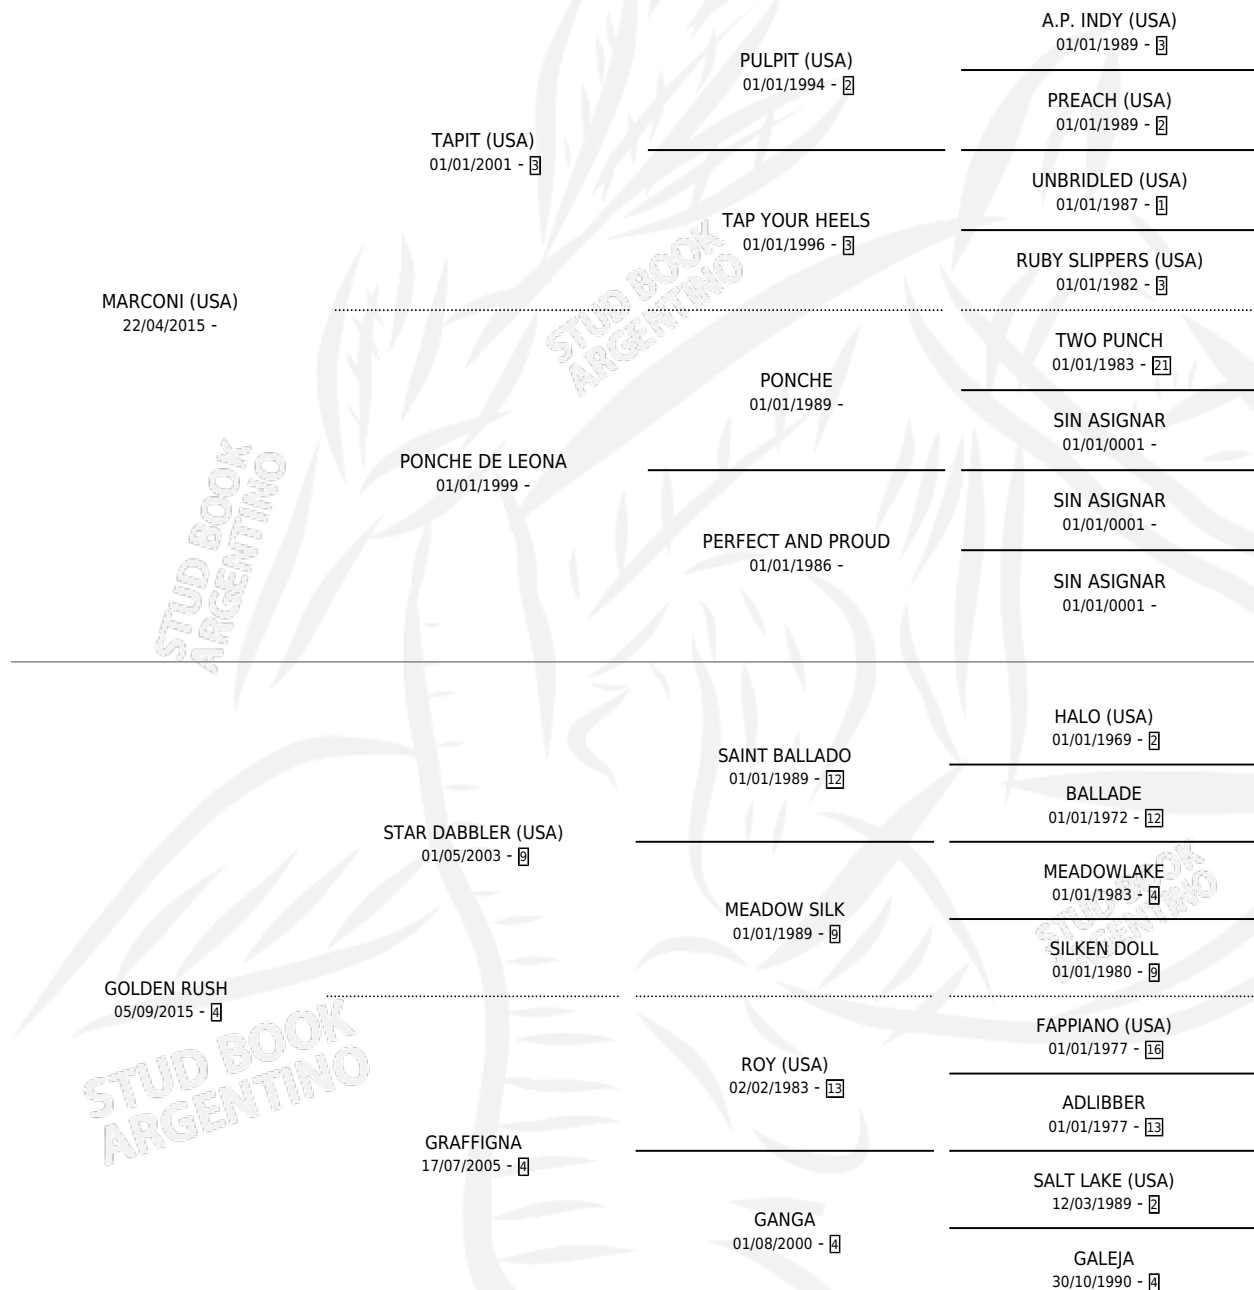 A.P. INDY (USA)
01/01/1989 - 3
PULPIT (USA)
01/01/1994 - 2
PREACH (USA)
01/01/1989 - 2
TAPIT (USA)
01/01/2001 - 3
UNBRIDLED (USA)
01/01/1987 - 1
TAP YOUR HEELS
01/01/1996 - 3
RUBY SLIPPERS (USA)
01/01/1982 - 3
MARCONI (USA)
22/04/2015 -
TWO PUNCH
01/01/1983 - 21
PONCHE
01/01/1989 -
SIN ASIGNAR
01/01/0001 -
PONCHE DE LEONA
01/01/1999 -
SIN ASIGNAR
01/01/0001 -
PERFECT AND PROUD
01/01/1986 -
SIN ASIGNAR
01/01/0001 -
HALO (USA)
01/01/1969 - 2
SAINT BALLADO
01/01/1989 - 12
BALLADE
01/01/1972 - 12
STAR DABBLER (USA)
01/05/2003 - 9
MEADOWLAKE
01/01/1983 - 4
MEADOW SILK
01/01/1989 - 9
SILKEN DOLL
01/01/1980 - 9
GOLDEN RUSH
05/09/2015 - 4
FAPPIANO (USA)
01/01/1977 - 16
ROY (USA)
02/02/1983 - 13
ADLIBBER
01/01/1977 - 13
GRAFFIGNA
17/07/2005 - 4
SALT LAKE (USA)
12/03/1989 - 2
GANGA
01/08/2000 - 4
GALEJA
30/10/1990 - 4
STUD BOOK
ARGENTINO
STUD BOOK
ARGENTINO
STUD BOOK
ARGENTINO
STUD BOOK
ARGENTINO